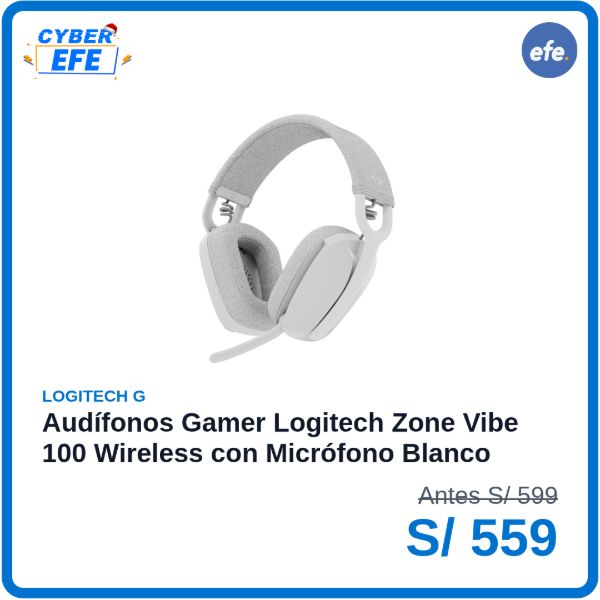 CYBER
EFE
efe.
LOGITECH G
Audífonos Gamer Logitech Zone Vibe
100 Wireless con Micrófono Blanco
Antes S/ 599
S/ 559